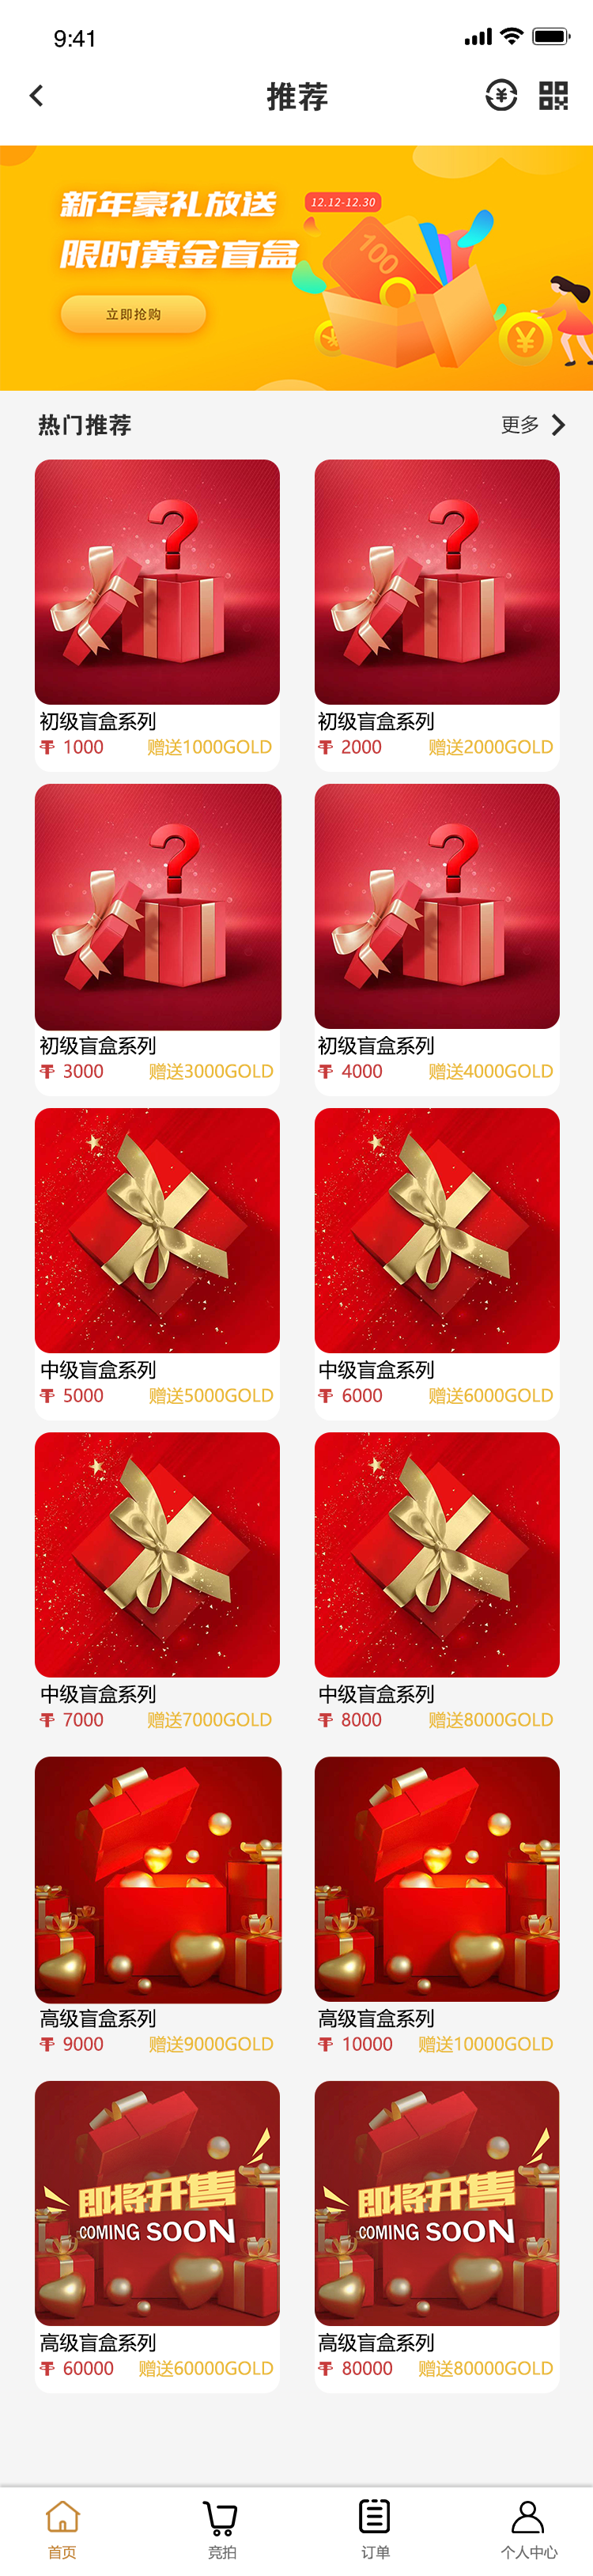 9:41
推荐
新年豪礼放送
12.12-12.30
限时黄金盲盒
100
立即抢购
热门推荐
更多
初级盲盒系列
1000 赠送1000GOLD
初级盲盒系列
2000 赠送2000GOLD
初级盲盒系列
3000 赠送3000GOLD
初级盲盒系列
4000 赠送4000GOLD
中级盲盒系列
5000 赠送5000GOLD
中级盲盒系列
6000 赠送6000GOLD
中级盲盒系列
7000 赠送7000GOLD
中级盲盒系列
8000 赠送8000GOLD
高级盲盒系列
9000 赠送9000GOLD
高级盲盒系列
10000 赠送10000GOLD
即将开售
COMING SOON
高级盲盒系列
60000 赠送60000GOLD
即将开售
COMING SOON
高级盲盒系列
80000 赠送80000GOLD
首页
竞拍
订单
个人中心